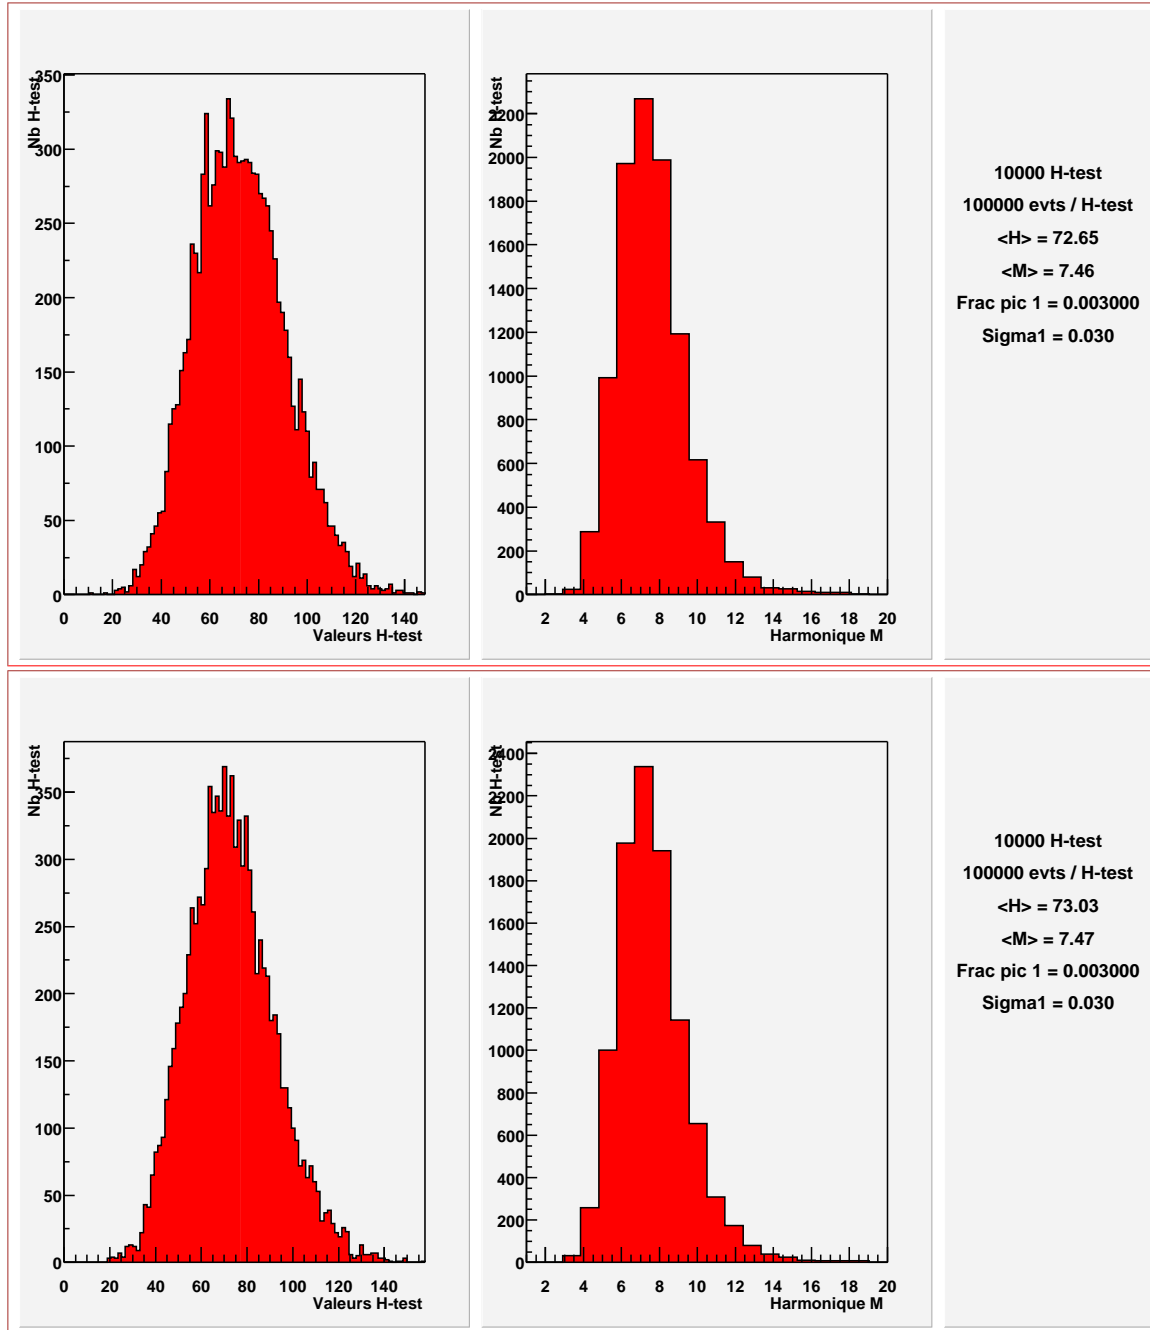 Nb H-test
350
300
250
200
150
100
50
0
0 20 40 60 80 100 120 140
Valeurs H-test
Nb H-test
2200
2000
1800
1600
1400
1200
1000
800
600
400
200
0
2 4 6 8 10 12 14 16 18 20
Harmonique M
10000 H-test
100000 evts / H-test
<H> = 72.65
<M> = 7.46
Frac pic 1 = 0.003000
Sigma1 = 0.030
Nb H-test
350
300
250
200
150
100
50
0
0 20 40 60 80 100 120 140
Valeurs H-test
Nb H-test
2400
2200
2000
1800
1600
1400
1200
1000
800
600
400
200
0
2 4 6 8 10 12 14 16 18 20
Harmonique M
10000 H-test
100000 evts / H-test
<H> = 73.03
<M> = 7.47
Frac pic 1 = 0.003000
Sigma1 = 0.030